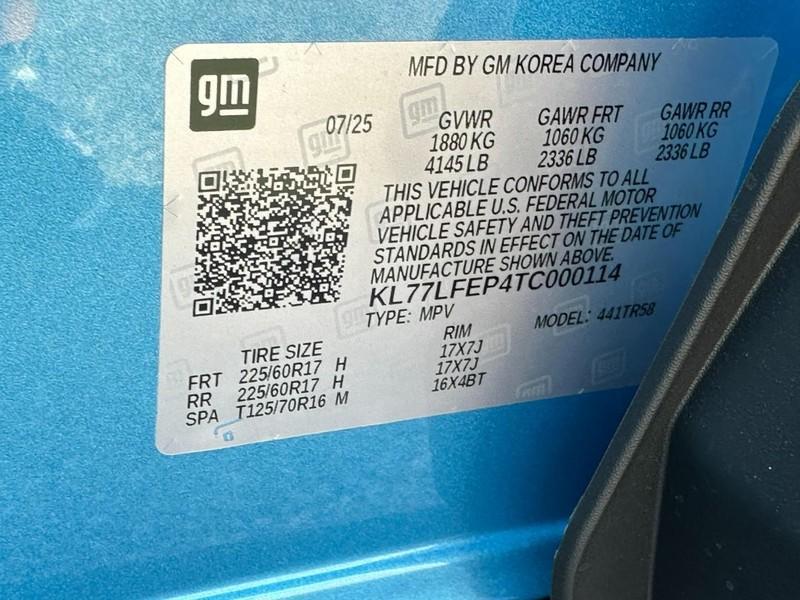 gm
MFD BY GM KOREA COMPANY
07/25 GVWR GAWR FRT GAWR RR
1880 KG 1060 KG 1060 KG
4145 LB 2336 LB 2336 LB
THIS VEHICLE CONFORMS TO ALL
APPLICABLE U.S. FEDERAL MOTOR
VEHICLE SAFETY AND THEFT PREVENTION
STANDARDS IN EFFECT ON THE DATE OF
MANUFACTURE SHOWN ABOVE.
KL77LFEP4TC000114
TYPE: MPV MODEL: 441TR58
TIRE SIZE RIM
FRT 225/60R17 H 17X7J
RR 225/60R17 H 17X7J
SPA T125/70R16 M 16X4BT